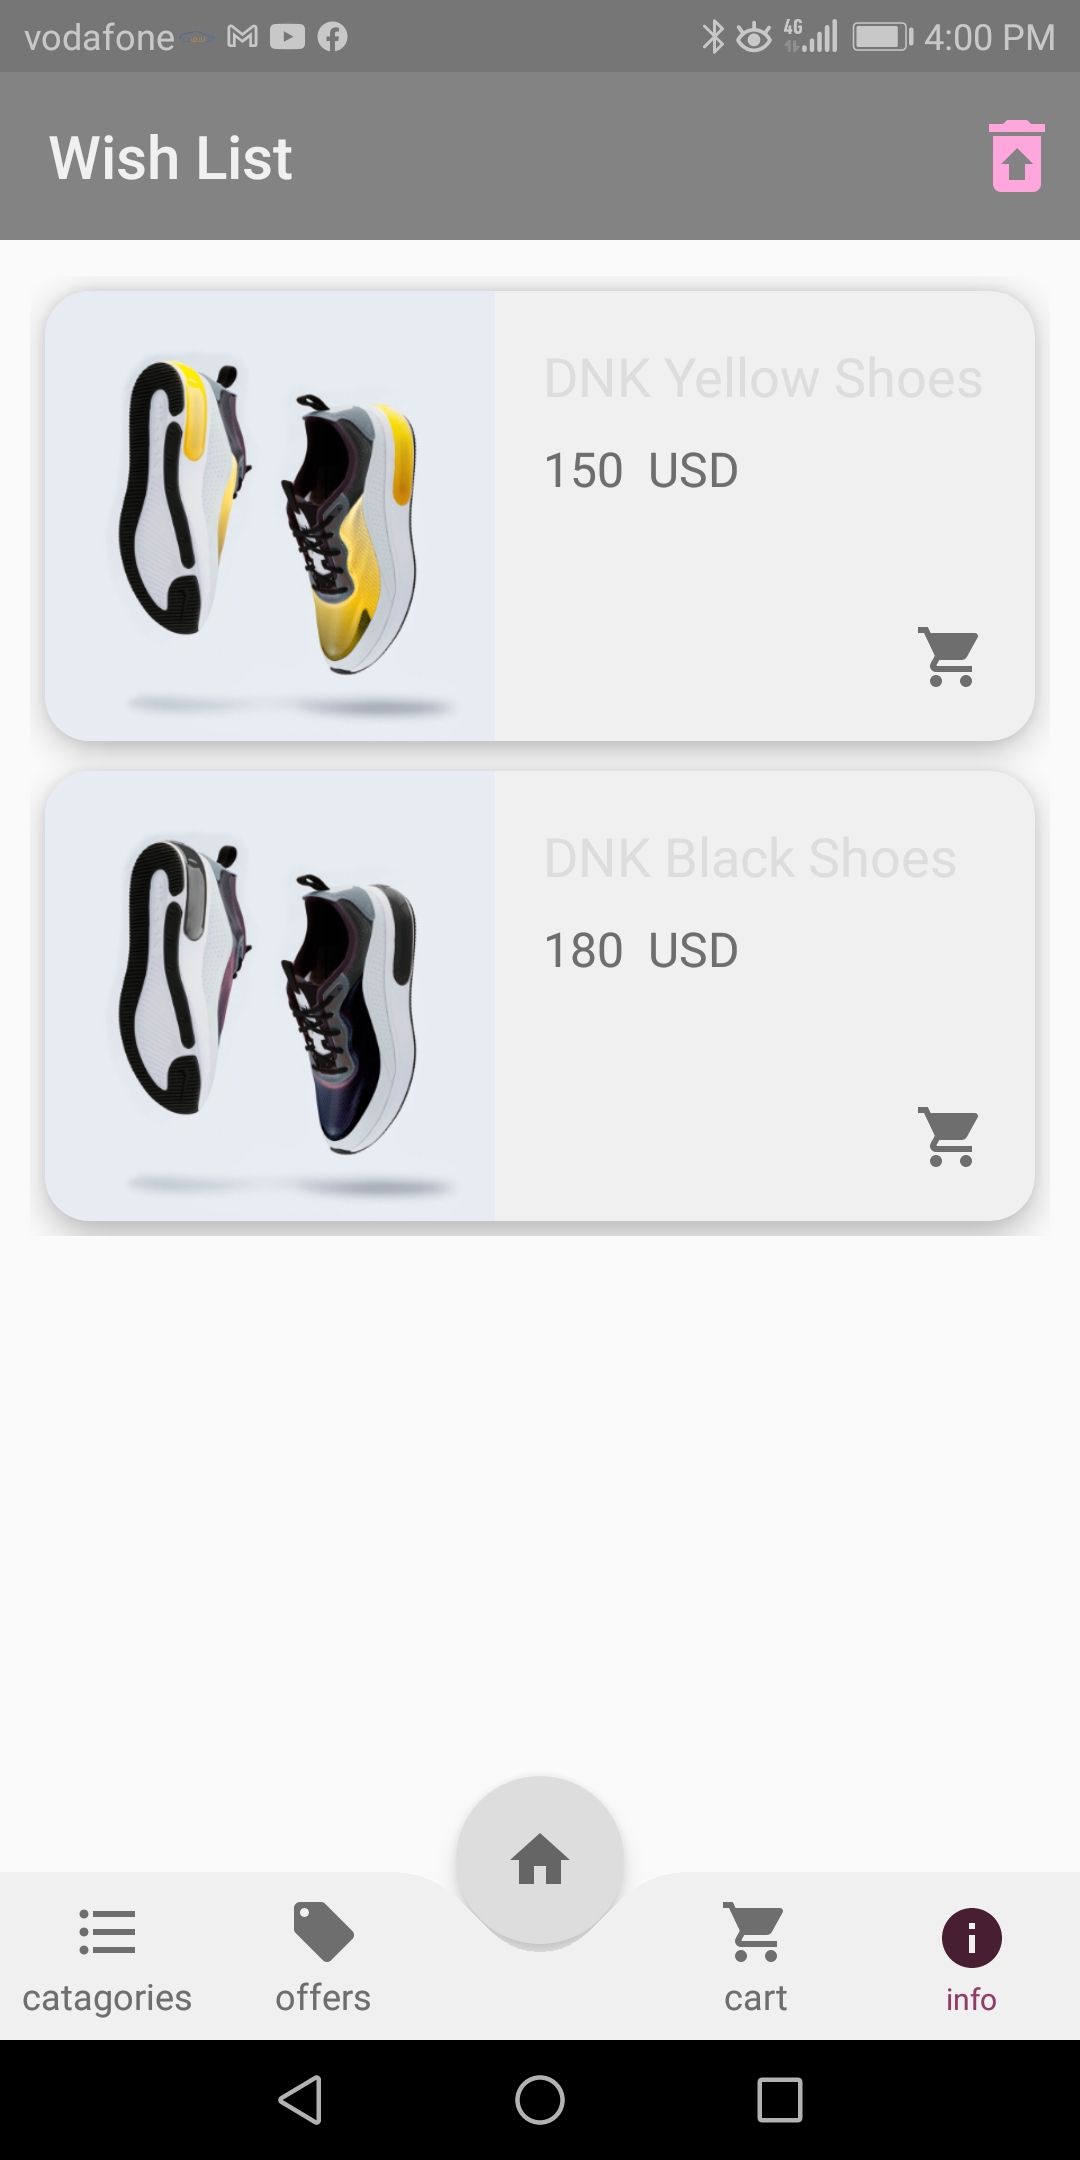 vodafone 4G 4:00 PM
Wish List
DNK Yellow Shoes
150 USD
DNK Black Shoes
180 USD
catagories offers cart info